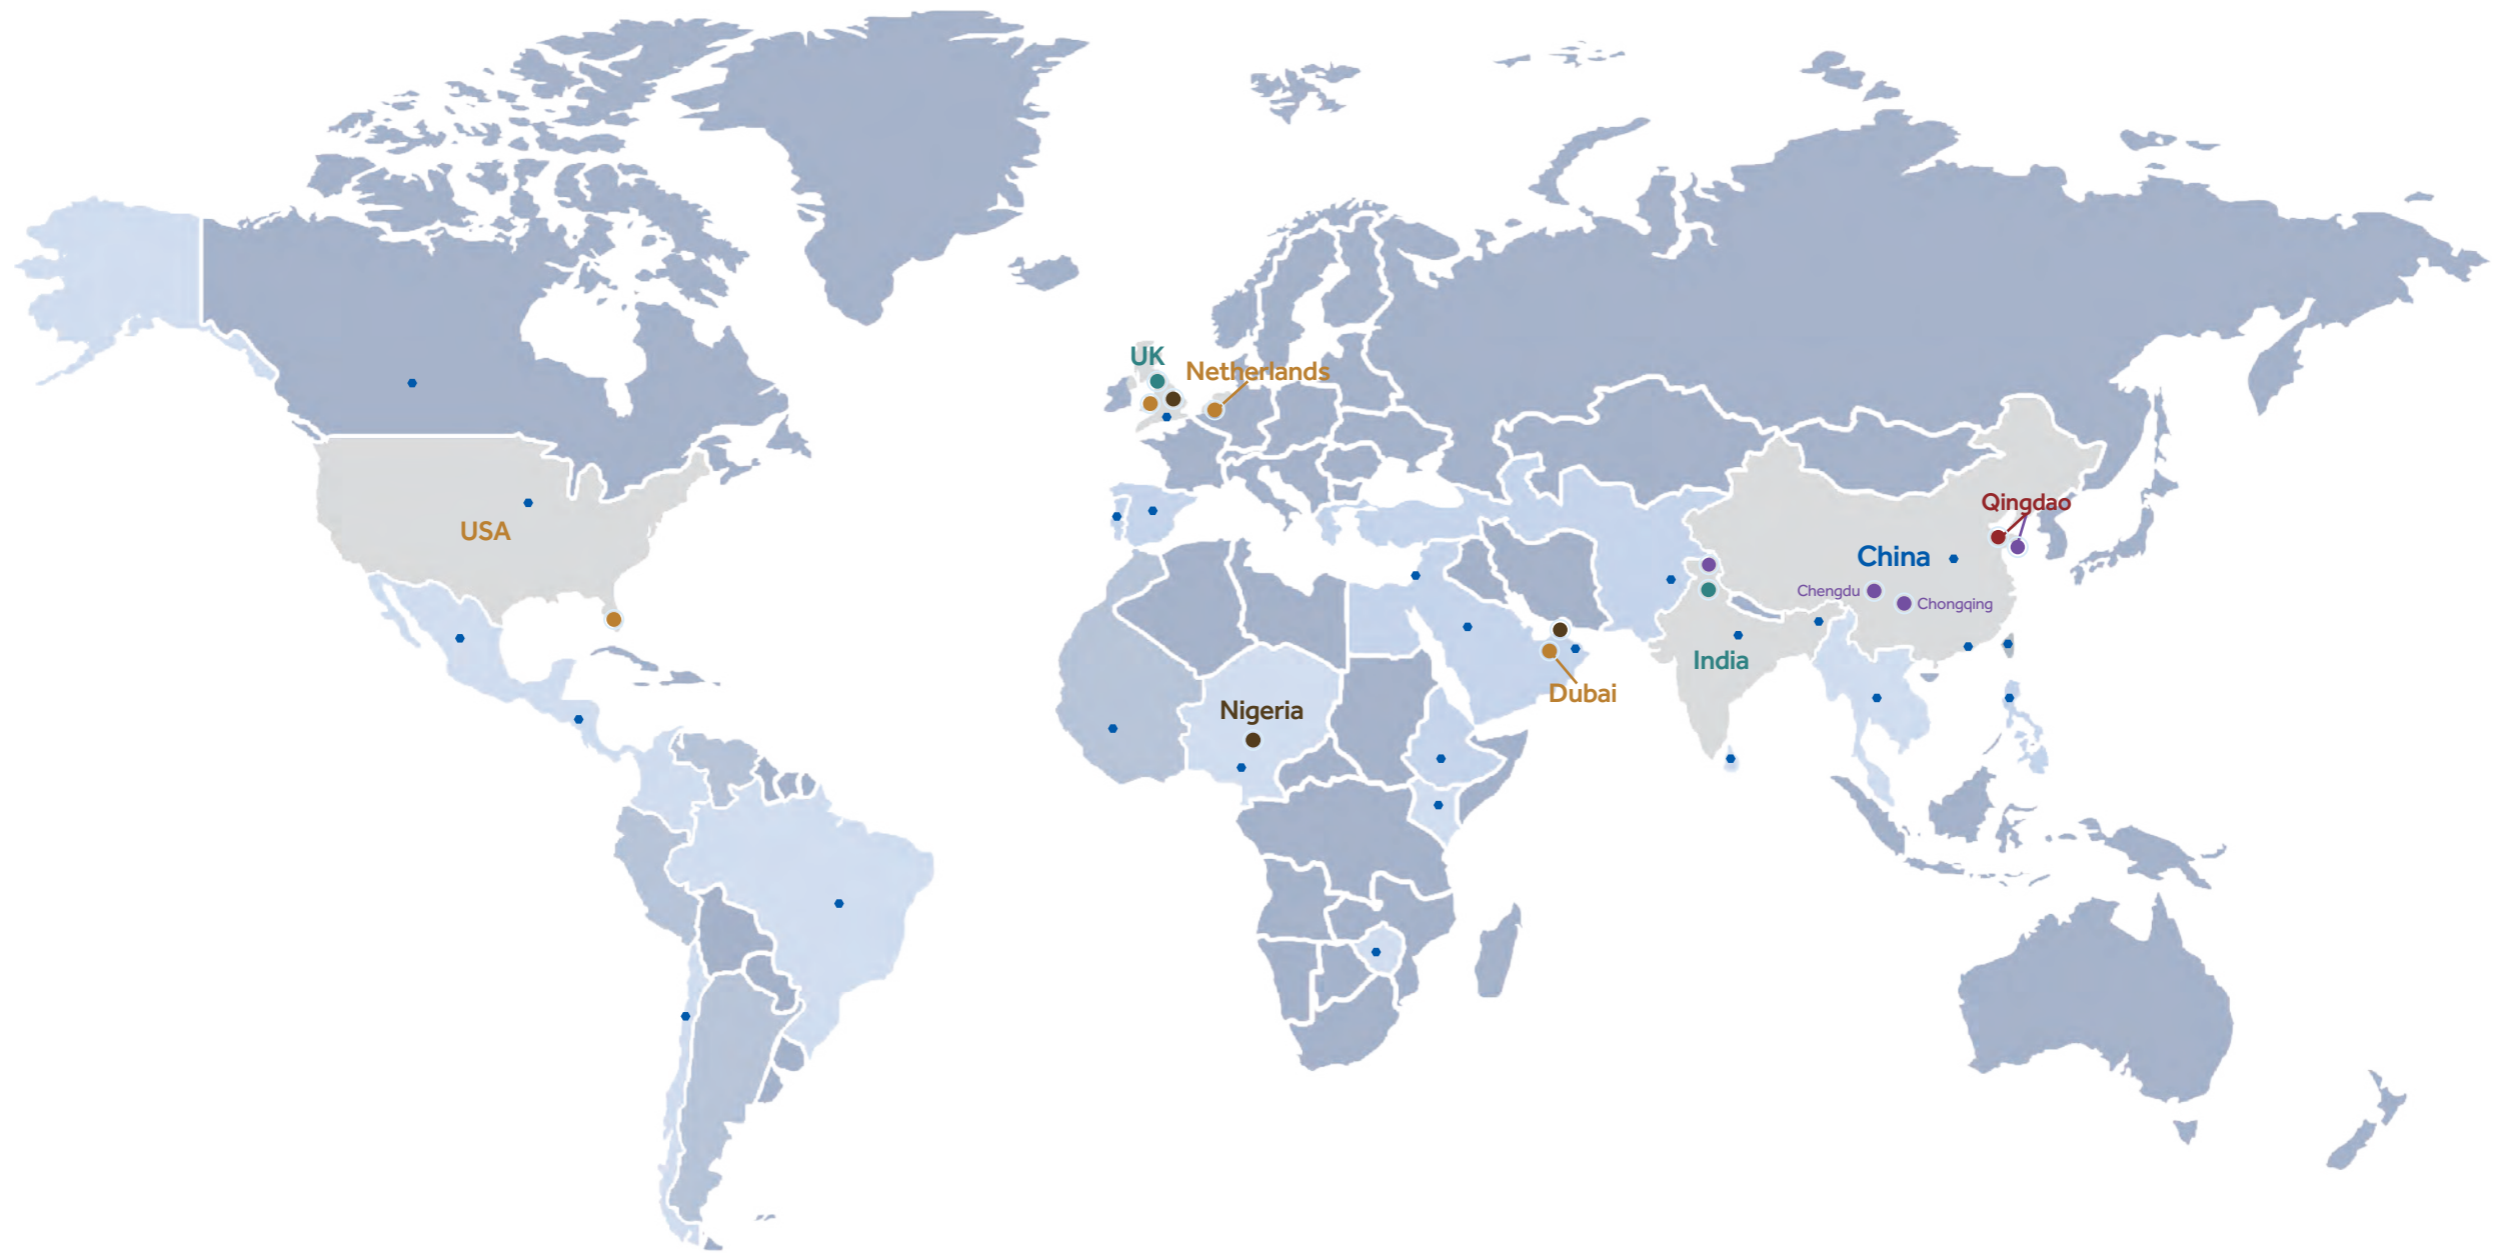 UK
Netherlands
Qingdao
USA
China
Chengdu
Chongqing
India
Dubai
Nigeria